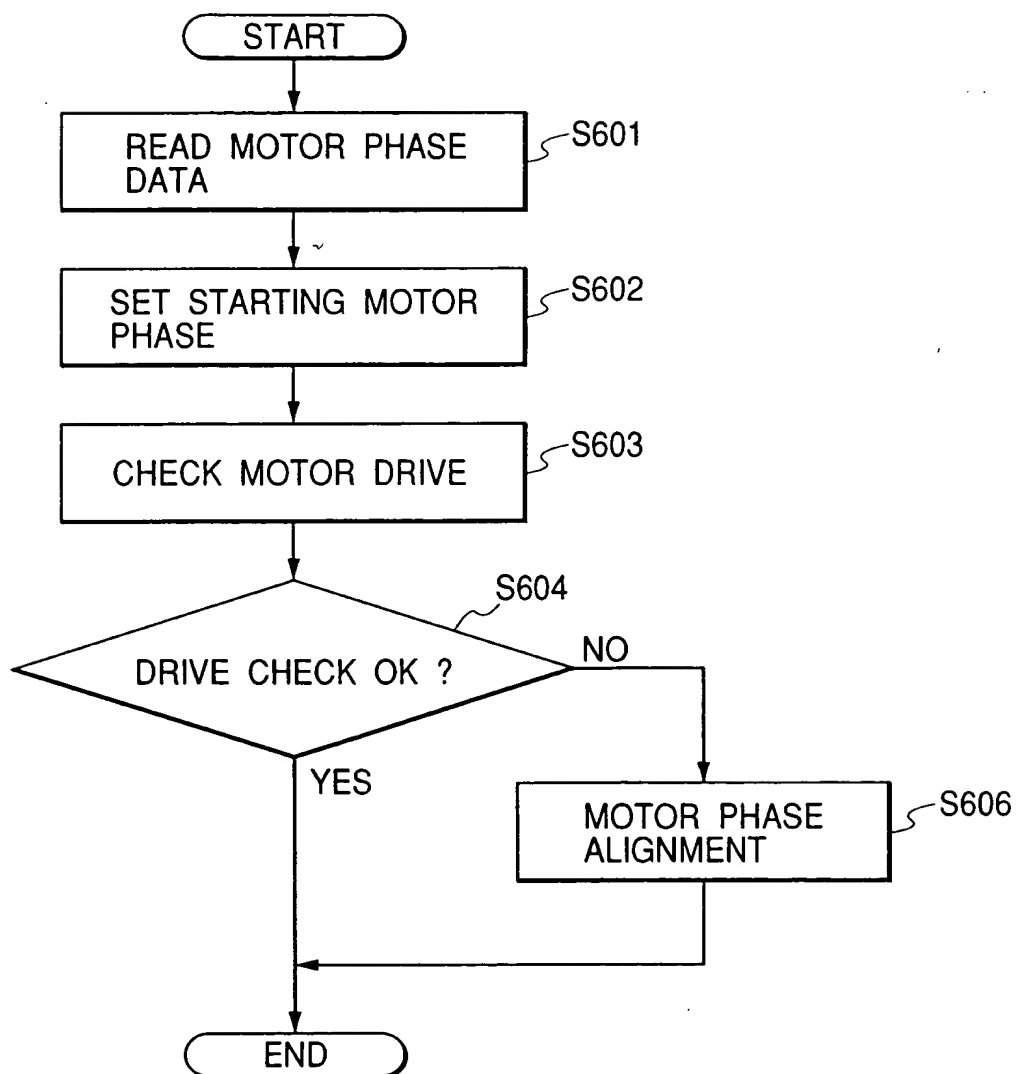 START
READ MOTOR PHASE
DATA
S601
SET STARTING MOTOR
PHASE
S602
CHECK MOTOR DRIVE
S603
S604
DRIVE CHECK OK ?
NO
YES
MOTOR PHASE
ALIGNMENT
S606
END